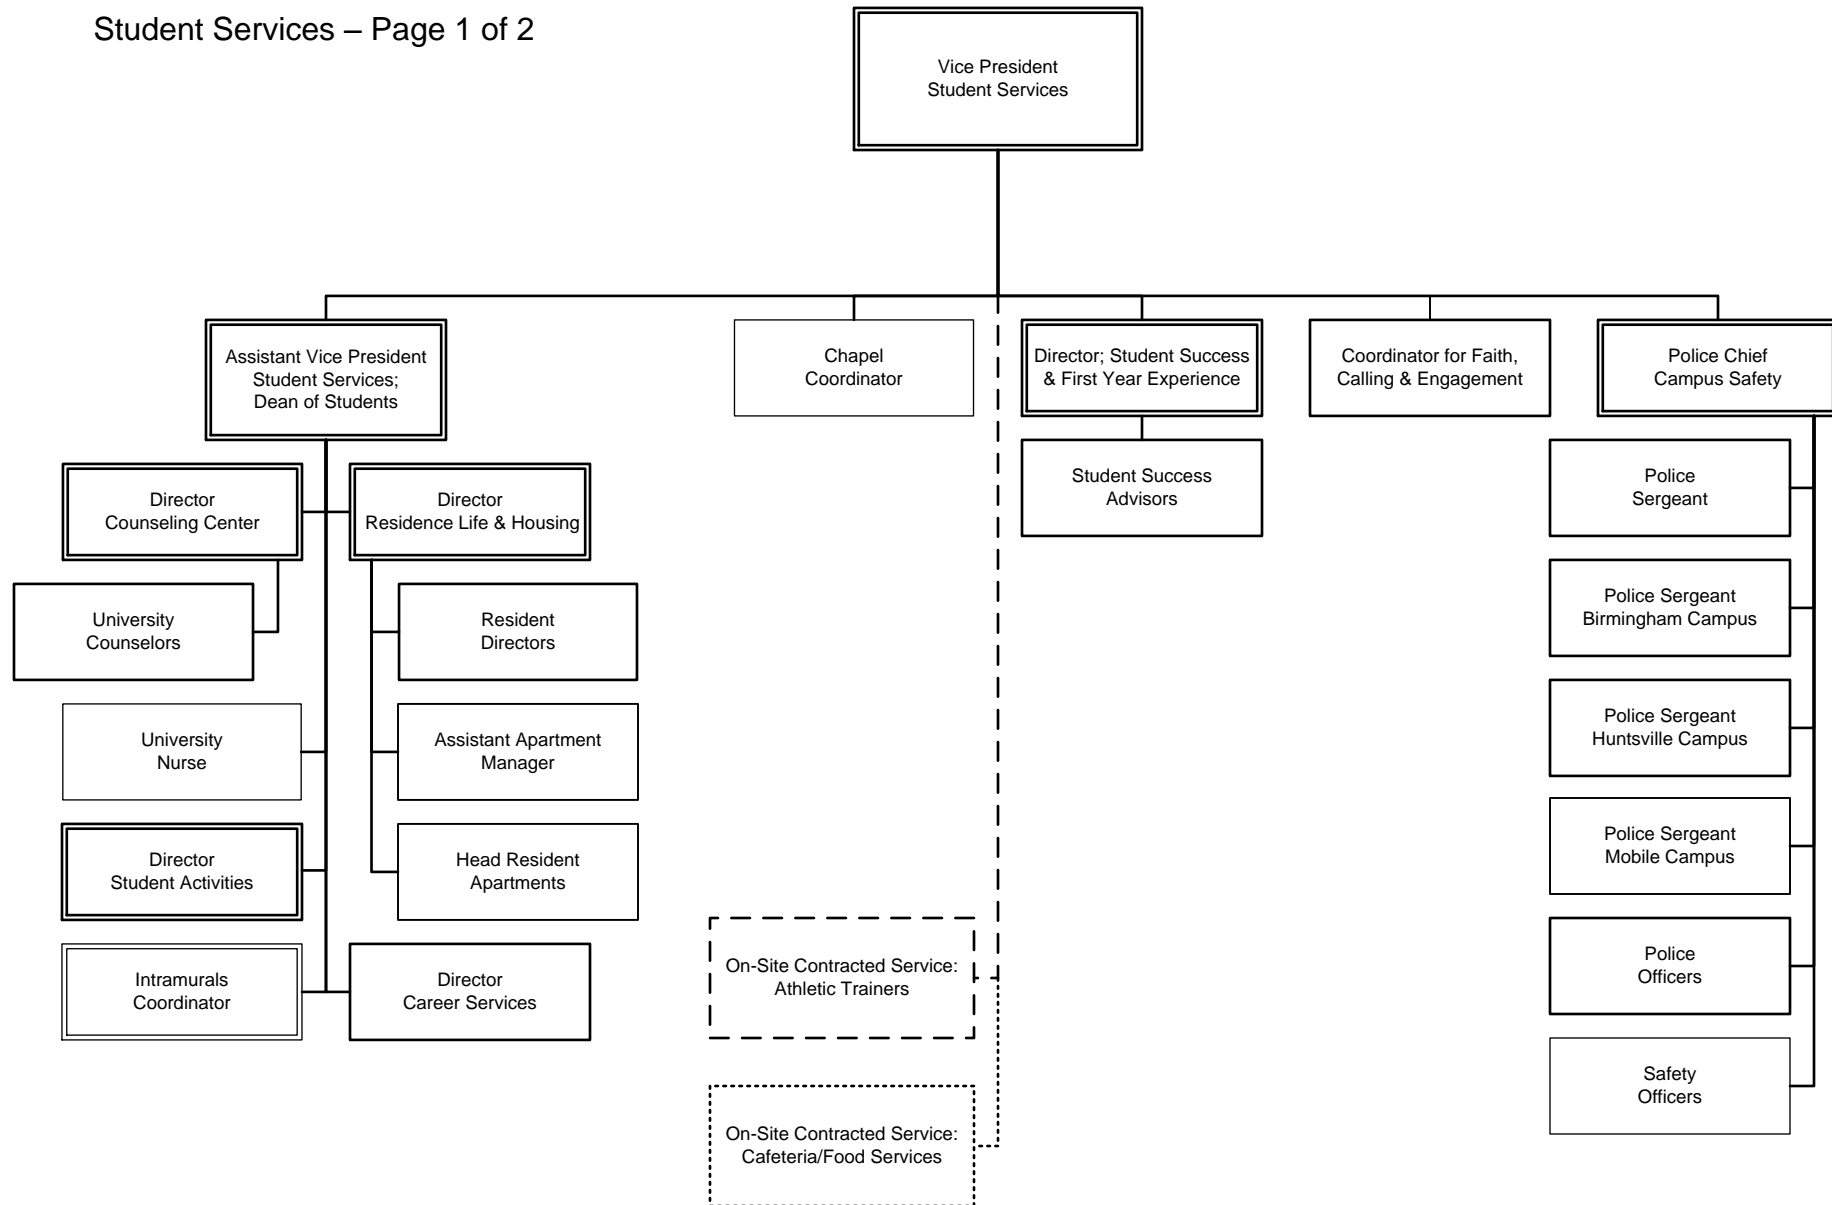 Student Services – Page 1 of 2
Vice President
Student Services
Assistant Vice President
Student Services;
Dean of Students
Chapel
Coordinator
Director; Student Success
& First Year Experience
Coordinator for Faith,
Calling & Engagement
Police Chief
Campus Safety
Director
Counseling Center
Director
Residence Life & Housing
Student Success
Advisors
Police
Sergeant
University
Counselors
Resident
Directors
Police Sergeant
Birmingham Campus
University
Nurse
Assistant Apartment
Manager
Police Sergeant
Huntsville Campus
Director
Student Activities
Head Resident
Apartments
Police Sergeant
Mobile Campus
Intramurals
Coordinator
Director
Career Services
On-Site Contracted Service:
Athletic Trainers
Police
Officers
Safety
Officers
On-Site Contracted Service:
Cafeteria/Food Services